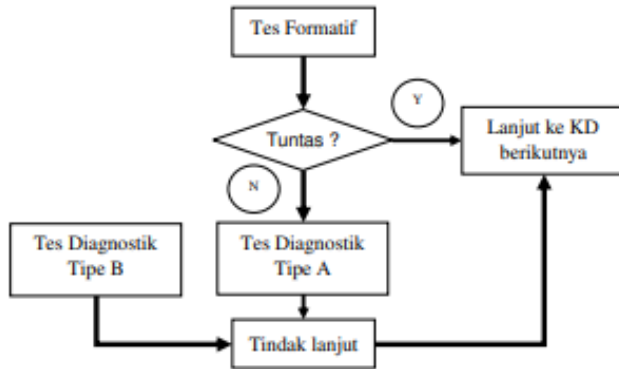 Tes Formatif
Y
Tuntas ?
Lanjut ke KD
berikutnya
N
Tes Diagnostik
Tipe B
Tes Diagnostik
Tipe A
Tindak lanjut